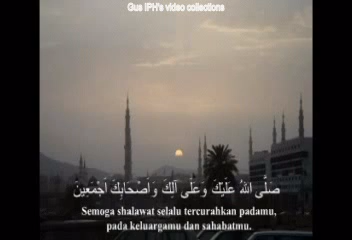 Gus IPH's video collections
صَلَّى اللهُ عَلَيْكَ وَعَلَى آلِكَ وَأَصْحَابِكَ أَجْمَعِيْنَ
Semoga shalawat selalu tercurahkan padamu,
pada keluargamu dan sahabatmu.